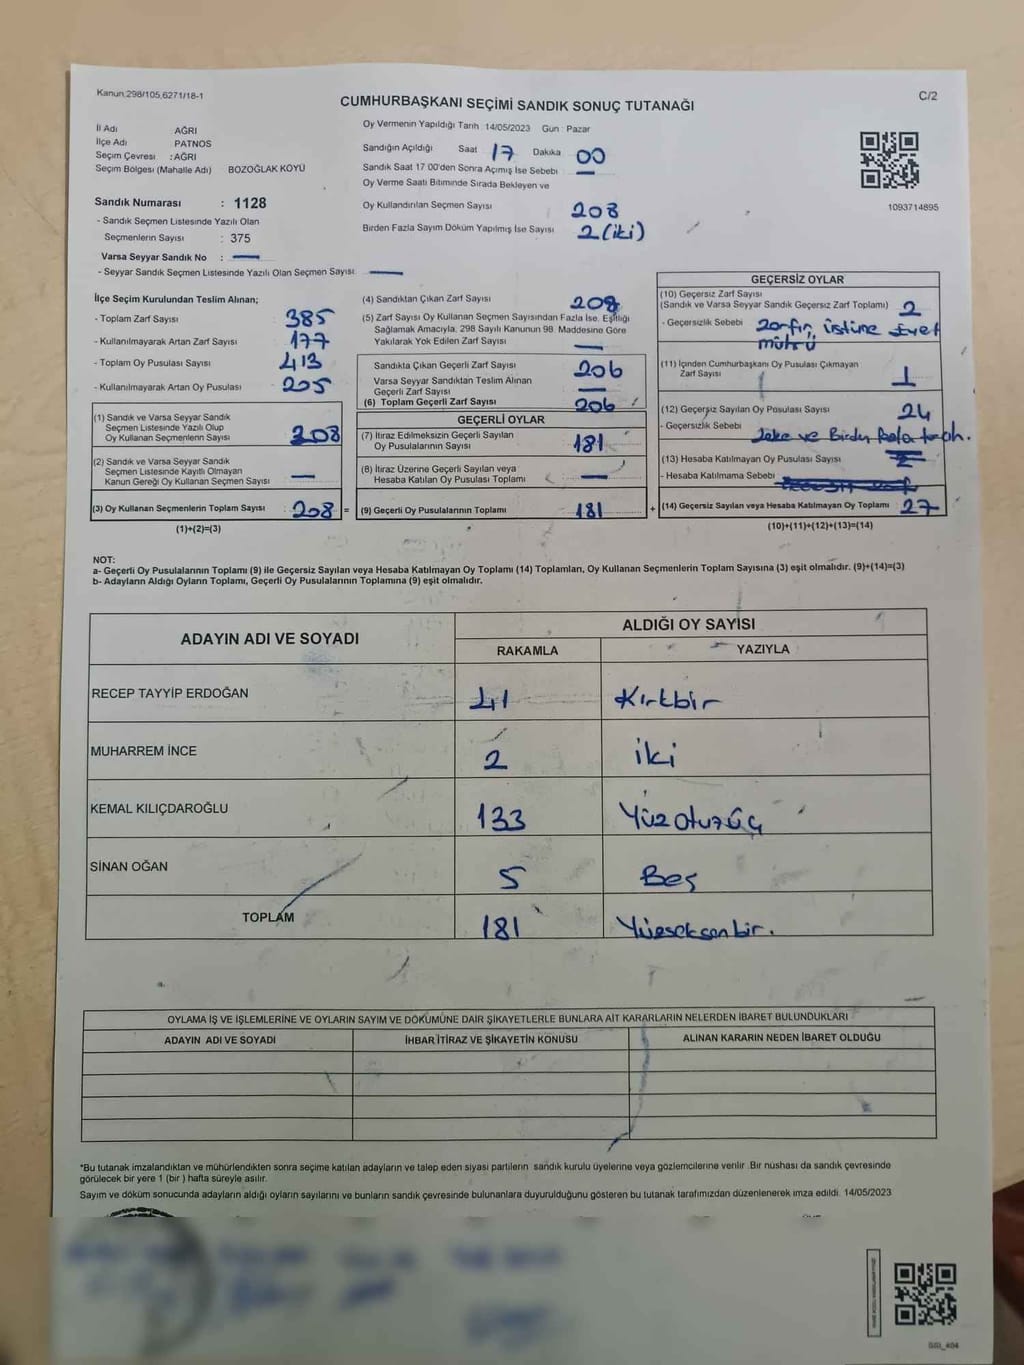 Kanun 298/105,6271/18-1
C/2
CUMHURBAŞKANI SEÇİMİ SANDIK SONUÇ TUTANAĞI
İl Adı AĞRI
İlçe Adı PATNOS
Seçim Çevresi : AĞRI
Seçim Bölgesi (Mahalle Adı) BOZOĞLAK KÖYÜ
Sandık Numarası : 1128
- Sandık Seçmen Listesinde Yazılı Olan
Seçmenlerin Sayısı : 375
Varsa Seyyar Sandık No : —
- Seyyar Sandık Seçmen Listesinde Yazılı Olan Seçmen Sayısı —
Oy Vermenin Yapıldığı Tarih 14/05/2023 Gün : Pazar
Sandığın Açıldığı Saat 17 Dakika 00
Sandık Saat 17 00'den Sonra Açımış İse Sebebi —
Oy Verme Saati Bitiminde Sırada Bekleyen ve
Oy Kullandırılan Seçmen Sayısı 208
Birden Fazla Sayım Döküm Yapılmış İse Sayısı 2 (iki)
1093714895
İlçe Seçim Kurulundan Teslim Alınan;
- Toplam Zarf Sayısı : 385
- Kullanılmayarak Artan Zarf Sayısı : 177
- Toplam Oy Pusulası Sayısı : 413
- Kullanılmayarak Artan Oy Pusulası : 205
(1) Sandık ve Varsa Seyyar Sandık
Seçmen Listesinde Yazılı Olup
Oy Kullanan Seçmenlerin Sayısı : 208
(2) Sandık ve Varsa Seyyar Sandık
Seçmen Listesinde Kayıtlı Olmayan
Kanun Gereği Oy Kullanan Seçmen Sayısı : —
(3) Oy Kullanan Seçmenlerin Toplam Sayısı : 208 =
(1)+(2)=(3)
(4) Sandıktan Çıkan Zarf Sayısı 208
(5) Zarf Sayısı Oy Kullanan Seçmen Sayısından Fazla İse, Eşitliği
Sağlamak Amacıyla, 298 Sayılı Kanunun 98. Maddesine Göre
Yakılarak Yok Edilen Zarf Sayısı —
Sandıkta Çıkan Geçerli Zarf Sayısı 206
Varsa Seyyar Sandıktan Teslim Alınan
Geçerli Zarf Sayısı —
(6) Toplam Geçerli Zarf Sayısı 206
GEÇERLİ OYLAR
(7) İtiraz Edilmeksizin Geçerli Sayılan
Oy Pusulalarının Sayısı 181
(8) İtiraz Üzerine Geçerli Sayılan veya
Hesaba Katılan Oy Pusulası Toplamı —
(9) Geçerli Oy Pusulalarının Toplamı 181 +
GEÇERSİZ OYLAR
(10) Geçersiz Zarf Sayısı
(Sandık ve Varsa Seyyar Sandık Geçersiz Zarf Toplamı) 2
- Geçersizlik Sebebi : zarfın üstüne Evet
mührü
(11) İçinden Cumhurbaşkanı Oy Pusulası Çıkmayan
Zarf Sayısı : 1
(12) Geçersiz Sayılan Oy Pusulası Sayısı : 24
- Geçersizlik Sebebi : leke ve Birden fazla tercih.
(13) Hesaba Katılmayan Oy Pusulası Sayısı :
- Hesaba Katılmama Sebebi :
(14) Geçersiz Sayılan veya Hesaba Katılmayan Oy Toplamı : 27
(10)+(11)+(12)+(13)=(14)
NOT:
a- Geçerli Oy Pusulalarının Toplamı (9) ile Geçersiz Sayılan veya Hesaba Katılmayan Oy Toplamı (14) Toplamları, Oy Kullanan Seçmenlerin Toplam Sayısına (3) eşit olmalıdır. (9)+(14)=(3)
b- Adayların Aldığı Oyların Toplamı, Geçerli Oy Pusulalarının Toplamına (9) eşit olmalıdır.
ADAYIN ADI VE SOYADI ALDIĞI OY SAYISI
RAKAMLA YAZIYLA
RECEP TAYYİP ERDOĞAN 41 Kırkbir
MUHARREM İNCE 2 iki
KEMAL KILIÇDAROĞLU 133 Yüzotuzüç
SİNAN OĞAN 5 Beş
TOPLAM 181 Yüzseksenbir.
OYLAMA İŞ VE İŞLEMLERİNE VE OYLARIN SAYIM VE DÖKÜMÜNE DAİR ŞİKAYETLERLE BUNLARA AİT KARARLARIN NELERDEN İBARET BULUNDUKLARI
ADAYIN ADI VE SOYADI İHBAR,İTİRAZ VE ŞİKAYETİN KONUSU ALINAN KARARIN NEDEN İBARET OLDUĞU
*Bu tutanak imzalandıktan ve mühürlendikten sonra seçime katılan adayların ve talep eden siyasi partilerin sandık kurulu üyelerine veya gözlemcilerine verilir .Bir nüshası da sandık çevresinde
görülecek bir yere 1 (bir ) hafta süreyle asılır.
Sayım ve döküm sonucunda adayların aldığı oyların sayılarını ve bunların sandık çevresinde bulunanlara duyurulduğunu gösteren bu tutanak tarafımızdan düzenlenerek imza edildi. 14/05/2023